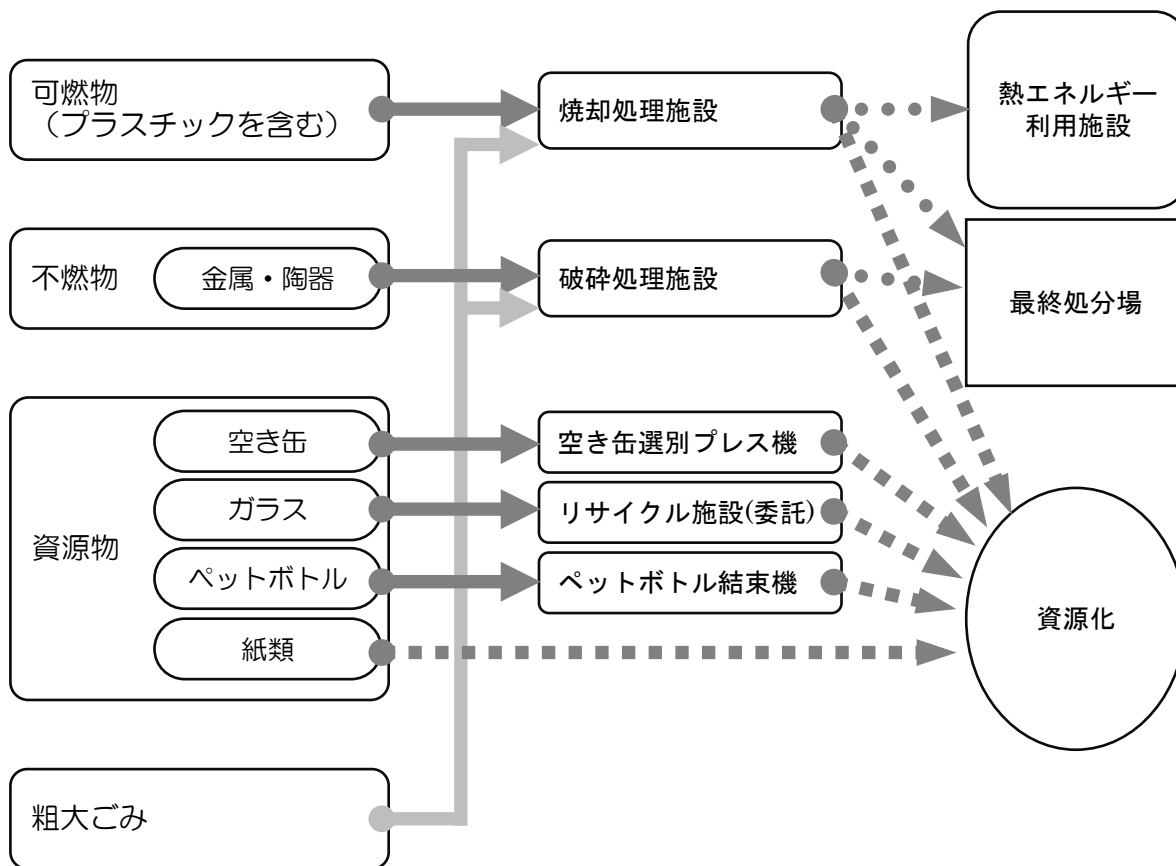 可燃物
（プラスチックを含む）
焼却処理施設
熱エネルギー
利用施設
不燃物
金属・陶器
破砕処理施設
最終処分場
資源物
空き缶
空き缶選別プレス機
ガラス
リサイクル施設(委託)
ペットボトル
ペットボトル結束機
紙類
資源化
粗大ごみ